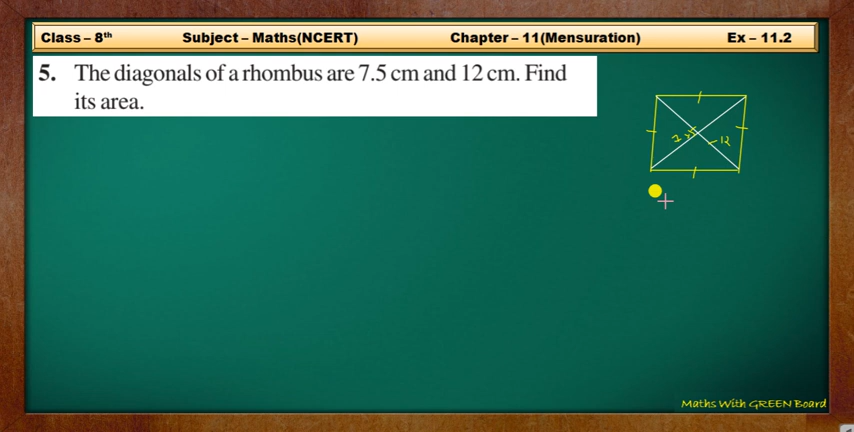 Class – 8th Subject – Maths(NCERT) Chapter – 11(Mensuration) Ex – 11.2
5. The diagonals of a rhombus are 7.5 cm and 12 cm. Find
its area.
12
Maths With GREEN Board